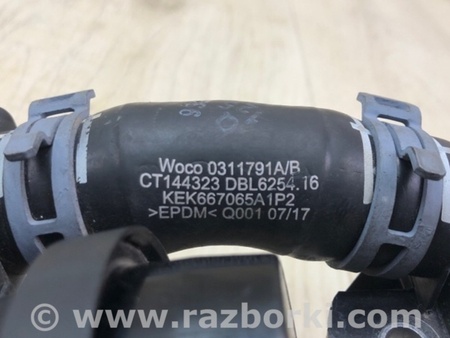 Woco 0311791A/B
CT144323 DBL6254.16
KEK667065A1P2
>EPDM< Q001 07/17
www.razborki.com